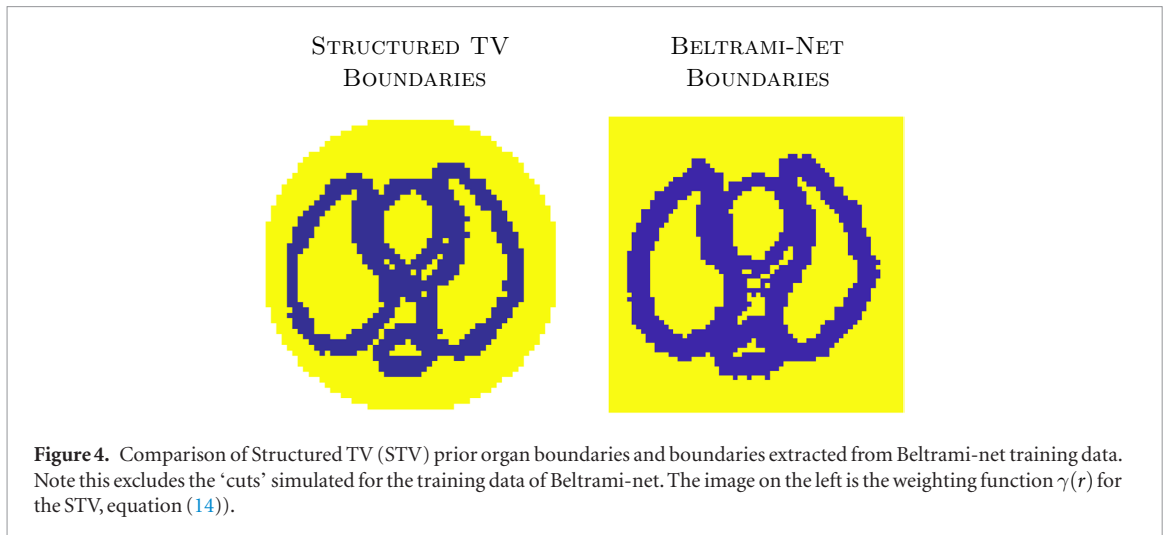 STRUCTURED TV
BOUNDARIES
BELTRAMI-NET
BOUNDARIES
Figure 4. Comparison of Structured TV (STV) prior organ boundaries and boundaries extracted from Beltrami-net training data.
Note this excludes the ‘cuts’ simulated for the training data of Beltrami-net. The image on the left is the weighting function γ(r) for
the STV, equation (14)).